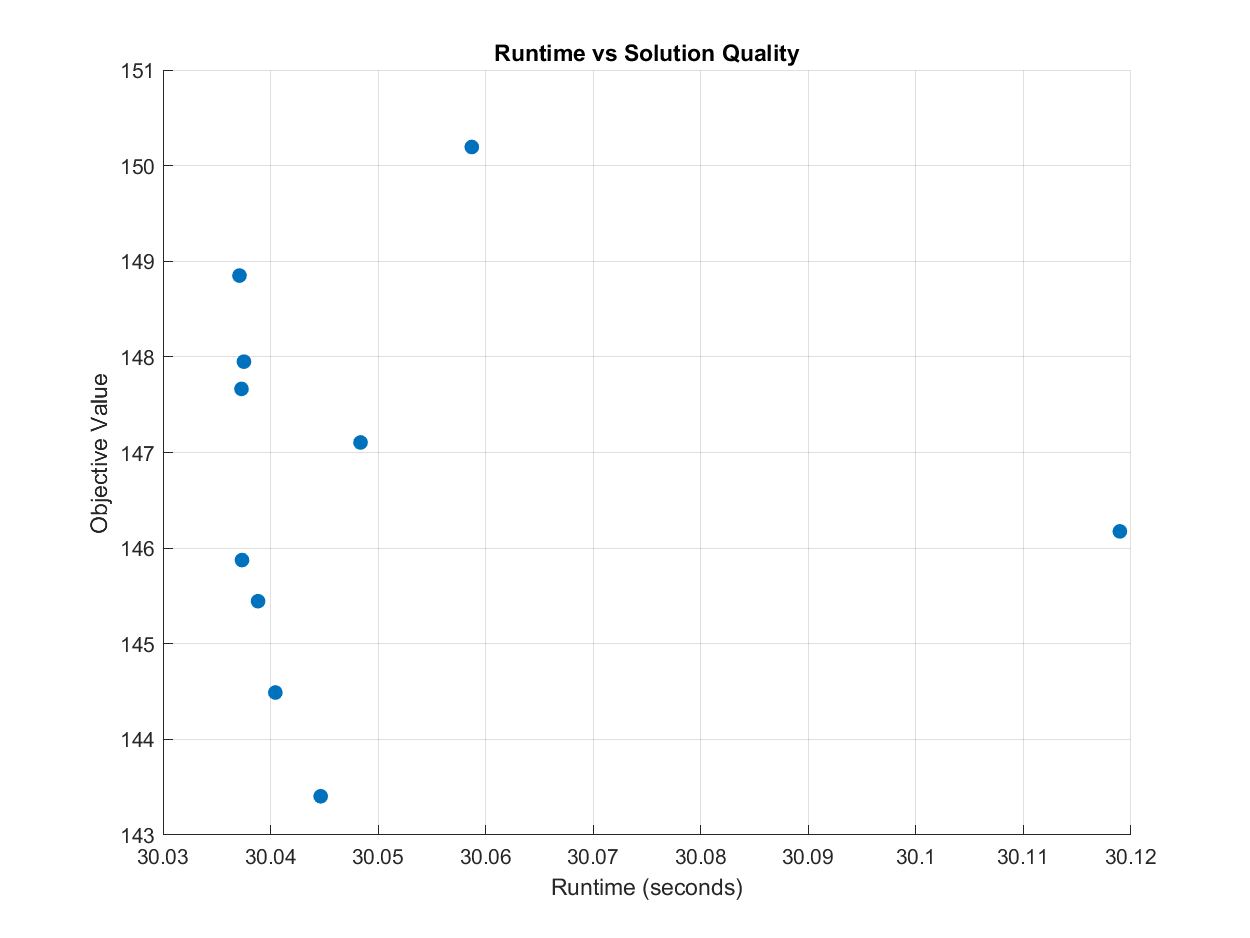 Runtime vs Solution Quality
151
150
149
148
147
146
145
144
143
Objective Value
30.03 30.04 30.05 30.06 30.07 30.08 30.09 30.1 30.11 30.12
Runtime (seconds)